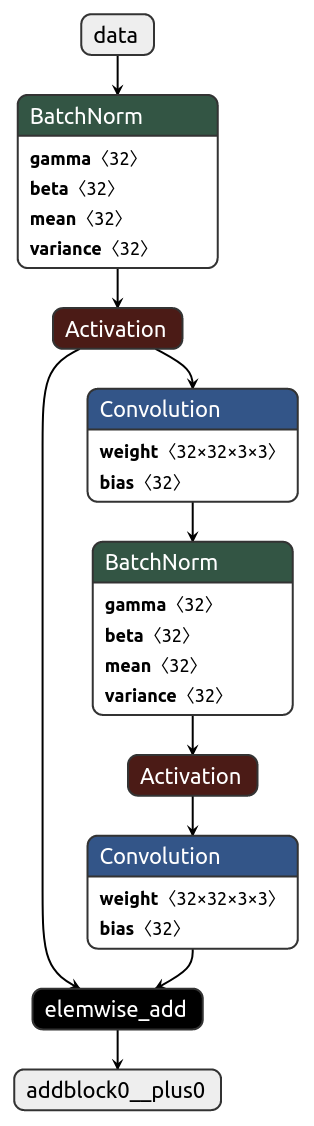 data
BatchNorm
gamma 〈32〉
beta 〈32〉
mean 〈32〉
variance 〈32〉
Activation
Convolution
weight 〈32×32×3×3〉
bias 〈32〉
BatchNorm
gamma 〈32〉
beta 〈32〉
mean 〈32〉
variance 〈32〉
Activation
Convolution
weight 〈32×32×3×3〉
bias 〈32〉
elemwise_add
addblock0__plus0